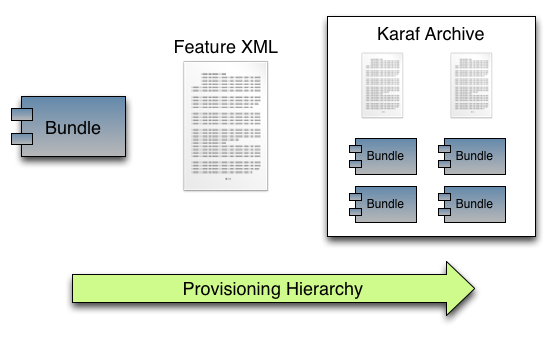 Karaf Archive
Feature XML
Bundle
Bundle
Bundle
Bundle
Bundle
Provisioning Hierarchy